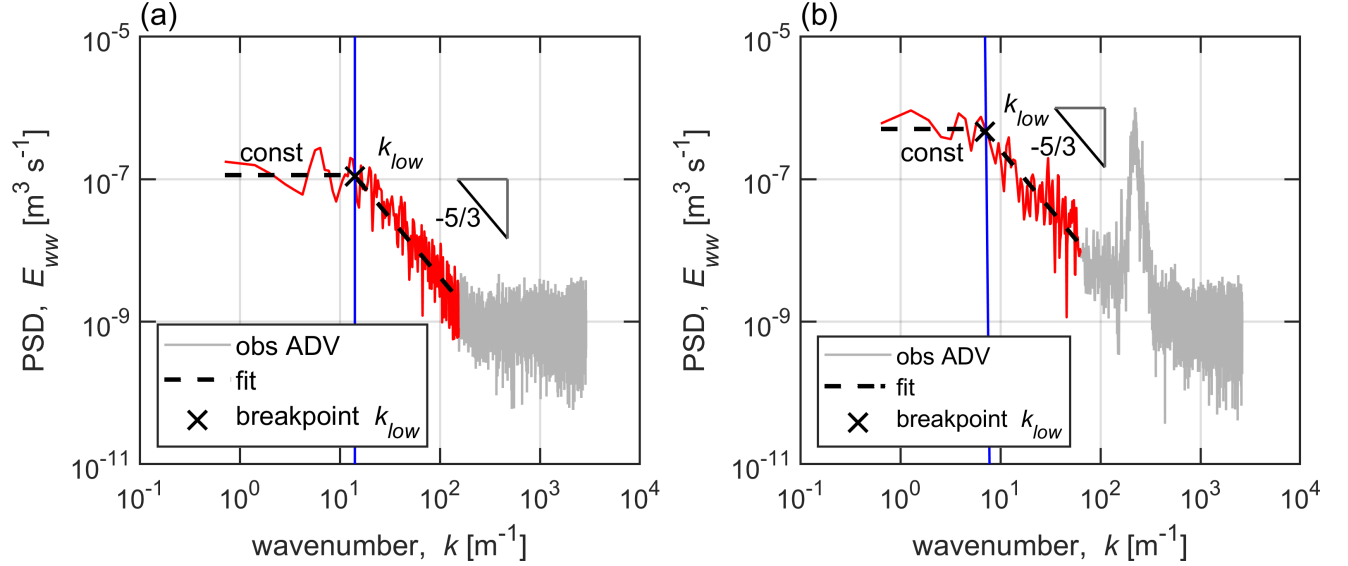 (a)
10^-5
10^-7
10^-9
10^-11
PSD, E_ww [m^3 s^-1]
const
k_low
-5/3
obs ADV
fit
breakpoint k_low
10^-1 10^0 10^1 10^2 10^3 10^4
wavenumber, k [m^-1]
(b)
10^-5
10^-7
10^-9
10^-11
PSD, E_ww [m^3 s^-1]
k_low
const
-5/3
obs ADV
fit
breakpoint k_low
10^-1 10^0 10^1 10^2 10^3 10^4
wavenumber, k [m^-1]